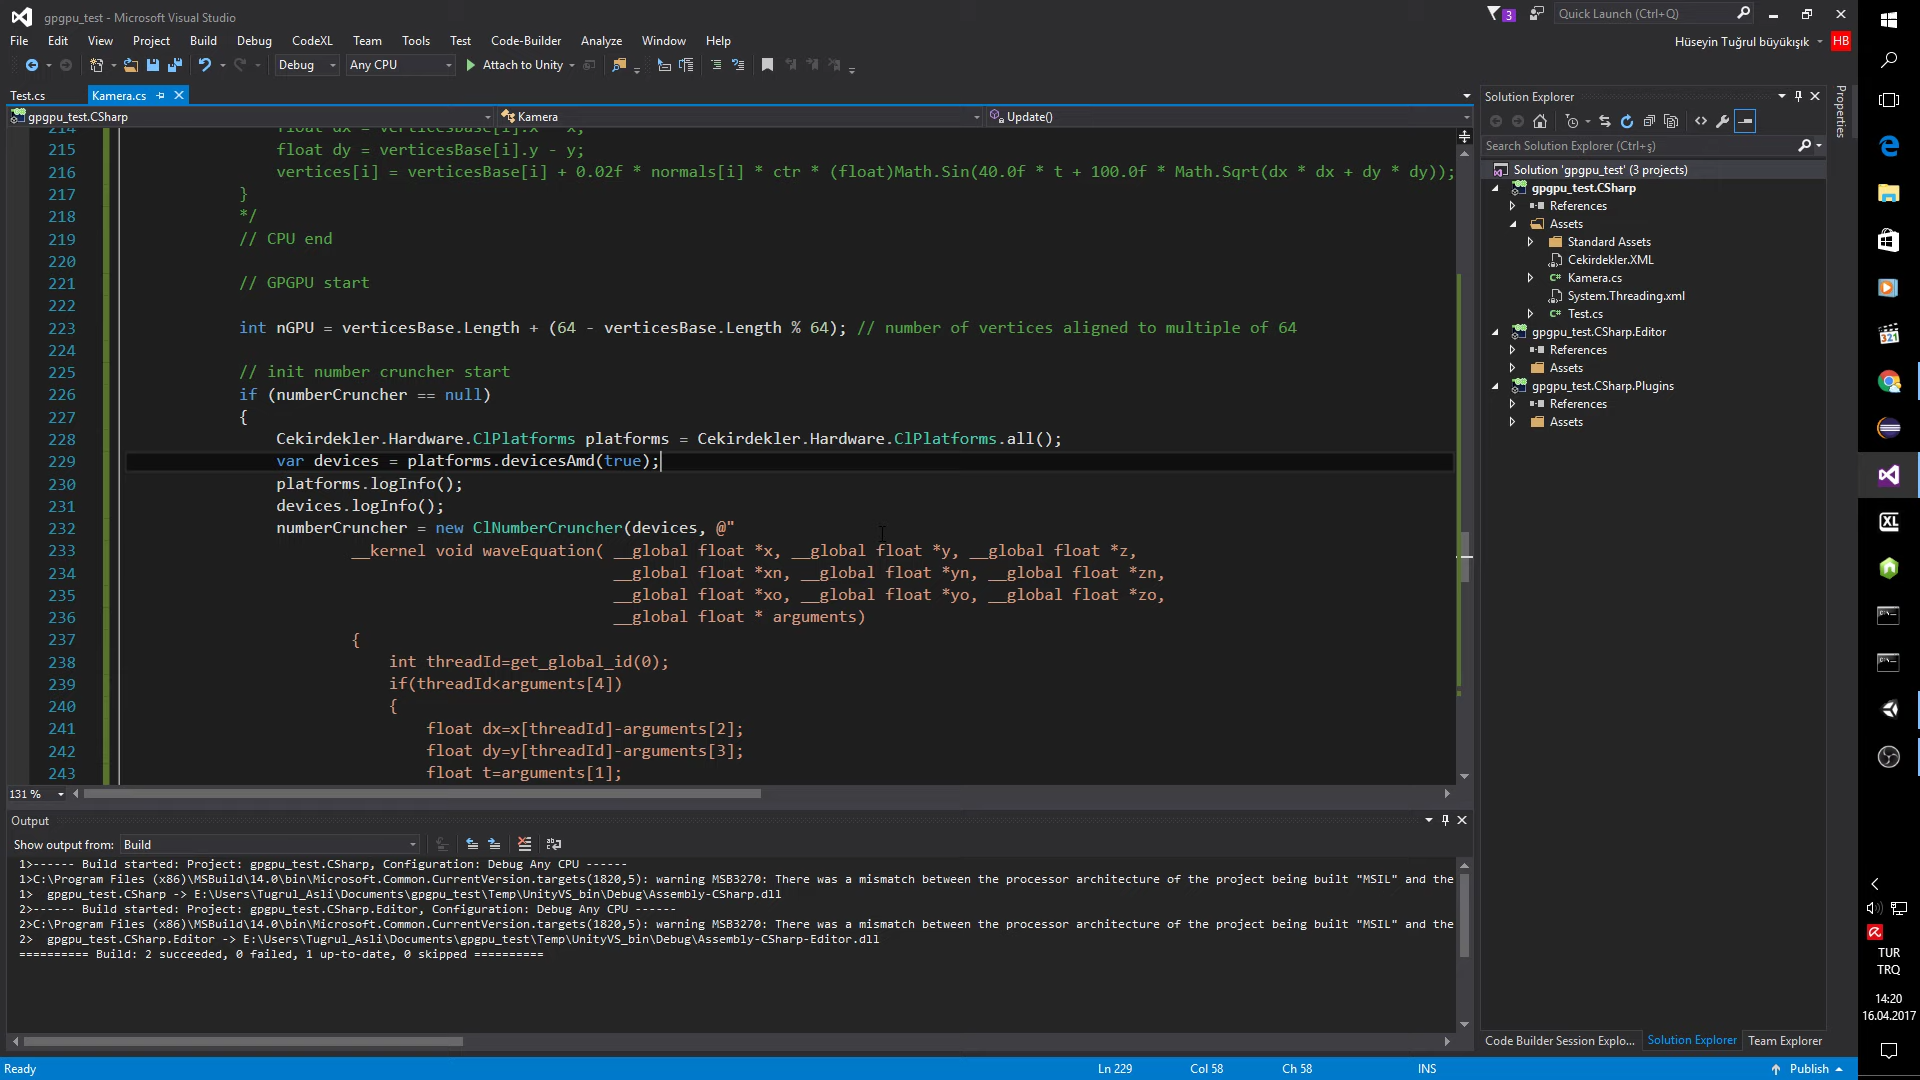 gpgpu_test - Microsoft Visual Studio
3
Quick Launch (Ctrl+Q)
File Edit View Project Build Debug CodeXL Team Tools Test Code-Builder Analyze Window Help
Hüseyin Tuğrul büyükışık HB
Debug Any CPU Attach to Unity
Test.cs Kamera.cs
gpgpu_test.CSharp Kamera Update()
214 float dx = verticesBase[i].x - x;
215 float dy = verticesBase[i].y - y;
216 vertices[i] = verticesBase[i] + 0.02f * normals[i] * ctr * (float)Math.Sin(40.0f * t + 100.0f * Math.Sqrt(dx * dx + dy * dy));
217 }
218 */
219 // CPU end
220
221 // GPGPU start
222
223 int nGPU = verticesBase.Length + (64 - verticesBase.Length % 64); // number of vertices aligned to multiple of 64
224
225 // init number cruncher start
226 if (numberCruncher == null)
227 {
228 Cekirdekler.Hardware.ClPlatforms platforms = Cekirdekler.Hardware.ClPlatforms.all();
229 var devices = platforms.devicesAmd(true);
230 platforms.logInfo();
231 devices.logInfo();
232 numberCruncher = new ClNumberCruncher(devices, @"
233 __kernel void waveEquation( __global float *x, __global float *y, __global float *z,
234 __global float *xn, __global float *yn, __global float *zn,
235 __global float *xo, __global float *yo, __global float *zo,
236 __global float * arguments)
237 {
238 int threadId=get_global_id(0);
239 if(threadId<arguments[4])
240 {
241 float dx=x[threadId]-arguments[2];
242 float dy=y[threadId]-arguments[3];
243 float t=arguments[1];
131 %
Output
Show output from: Build
1>------ Build started: Project: gpgpu_test.CSharp, Configuration: Debug Any CPU ------
1>C:\Program Files (x86)\MSBuild\14.0\bin\Microsoft.Common.CurrentVersion.targets(1820,5): warning MSB3270: There was a mismatch between the processor architecture of the project being built "MSIL" and the
1>  gpgpu_test.CSharp -> E:\Users\Tugrul_Asli\Documents\gpgpu_test\Temp\UnityVS_bin\Debug\Assembly-CSharp.dll
2>------ Build started: Project: gpgpu_test.CSharp.Editor, Configuration: Debug Any CPU ------
2>C:\Program Files (x86)\MSBuild\14.0\bin\Microsoft.Common.CurrentVersion.targets(1820,5): warning MSB3270: There was a mismatch between the processor architecture of the project being built "MSIL" and the
2>  gpgpu_test.CSharp.Editor -> E:\Users\Tugrul_Asli\Documents\gpgpu_test\Temp\UnityVS_bin\Debug\Assembly-CSharp-Editor.dll
========== Build: 2 succeeded, 0 failed, 1 up-to-date, 0 skipped ==========
Solution Explorer
Search Solution Explorer (Ctrl+ş)
Solution 'gpgpu_test' (3 projects)
gpgpu_test.CSharp
References
Assets
Standard Assets
Cekirdekler.XML
C# Kamera.cs
System.Threading.xml
C# Test.cs
gpgpu_test.CSharp.Editor
References
Assets
gpgpu_test.CSharp.Plugins
References
Assets
Code Builder Session Explo... Solution Explorer Team Explorer
Properties
XL
TUR
TRQ
14:20
16.04.2017
Ready Ln 229 Col 58 Ch 58 INS Publish